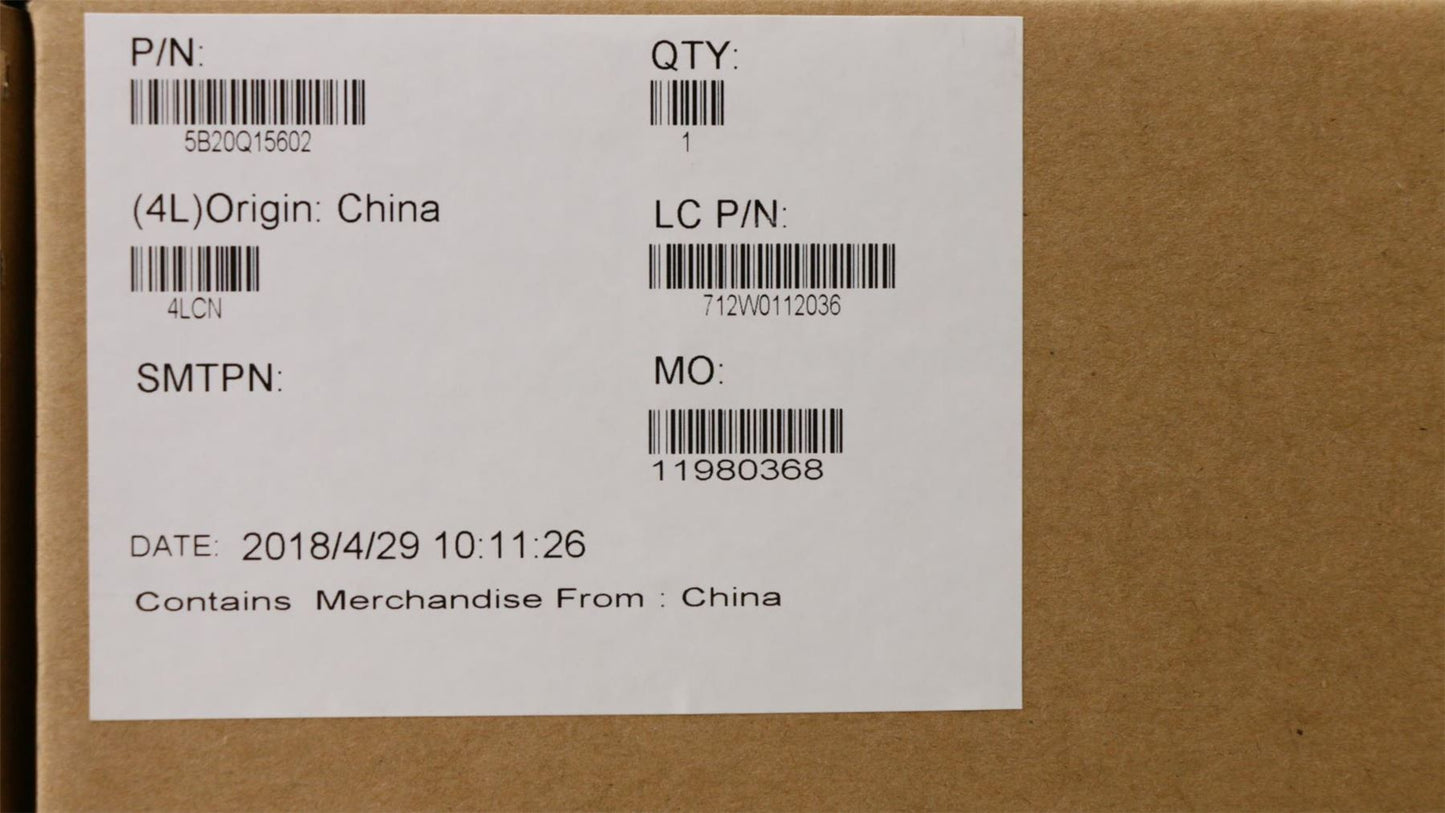 P/N:
5B20Q15602
QTY:
1
(4L)Origin: China
4LCN
LC P/N:
712W0112036
SMTPN:
MO:
11980368
DATE: 2018/4/29 10:11:26
Contains Merchandise From : China